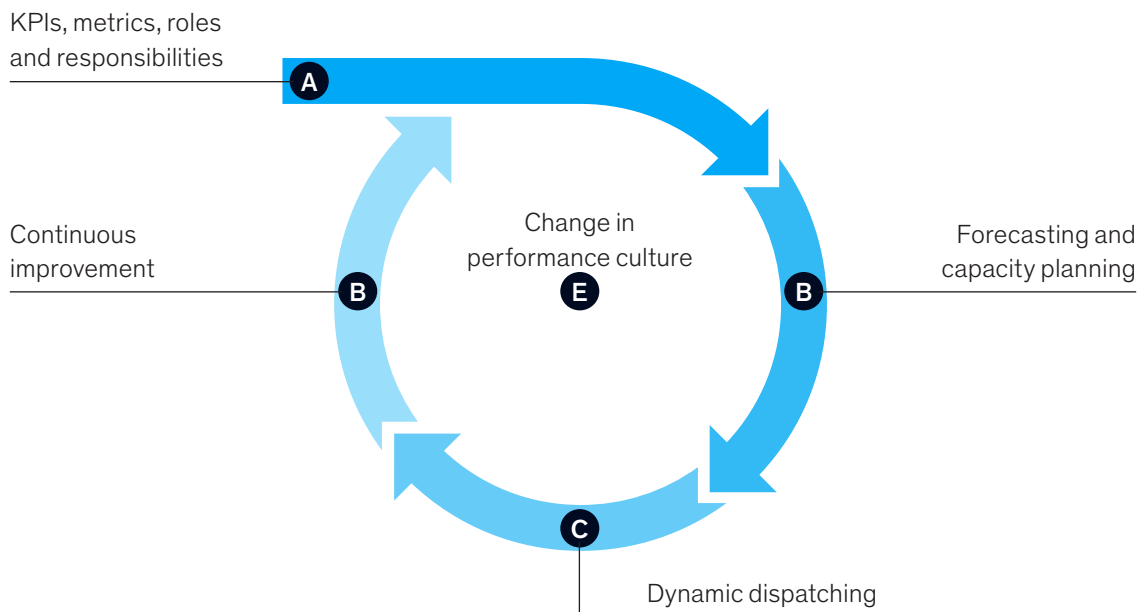 KPIs, metrics, roles
and responsibilities
A
Change in
performance culture
E
Continuous
improvement
B
Forecasting and
capacity planning
B
C
Dynamic dispatching